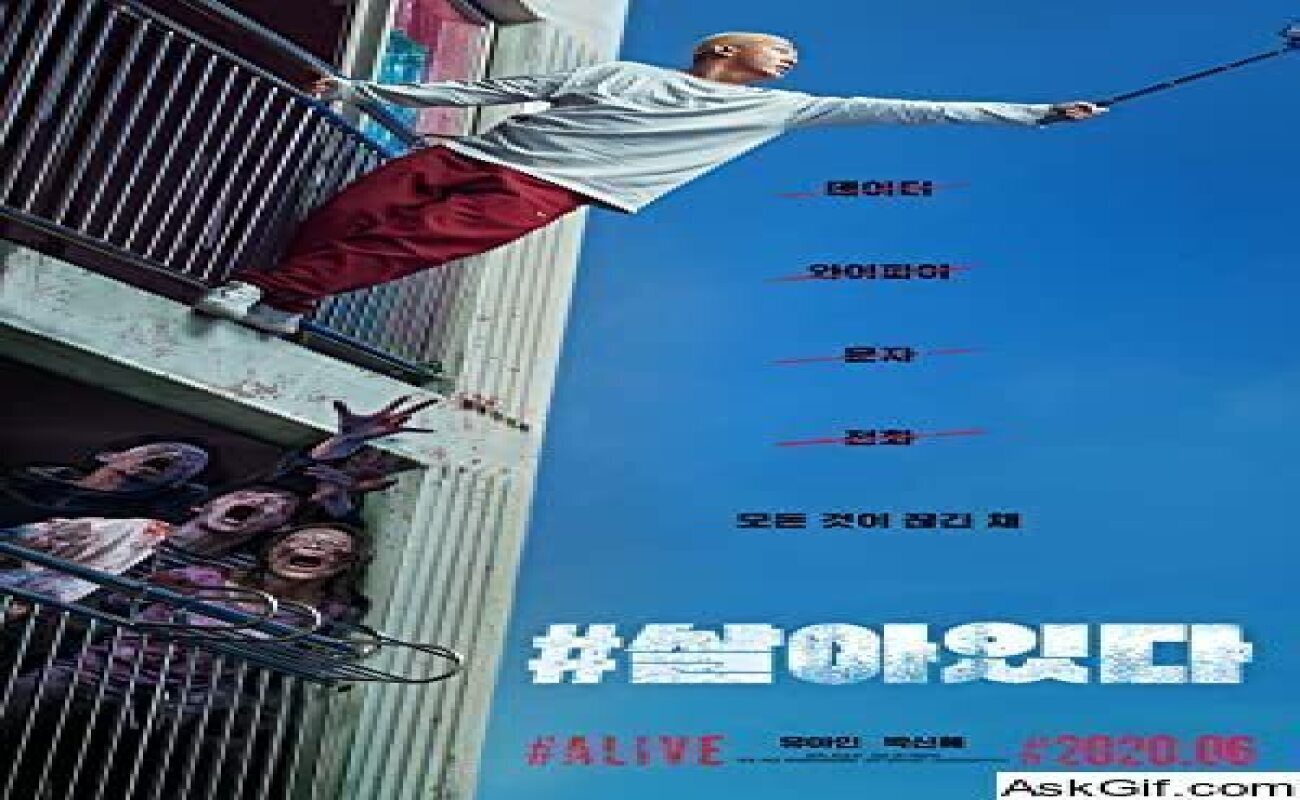 데이터
와이파이
문자
전화
모든 것이 끊긴 채
#살아있다
#ALIVE
유아인 박신혜
#2020.06
AskGif.com